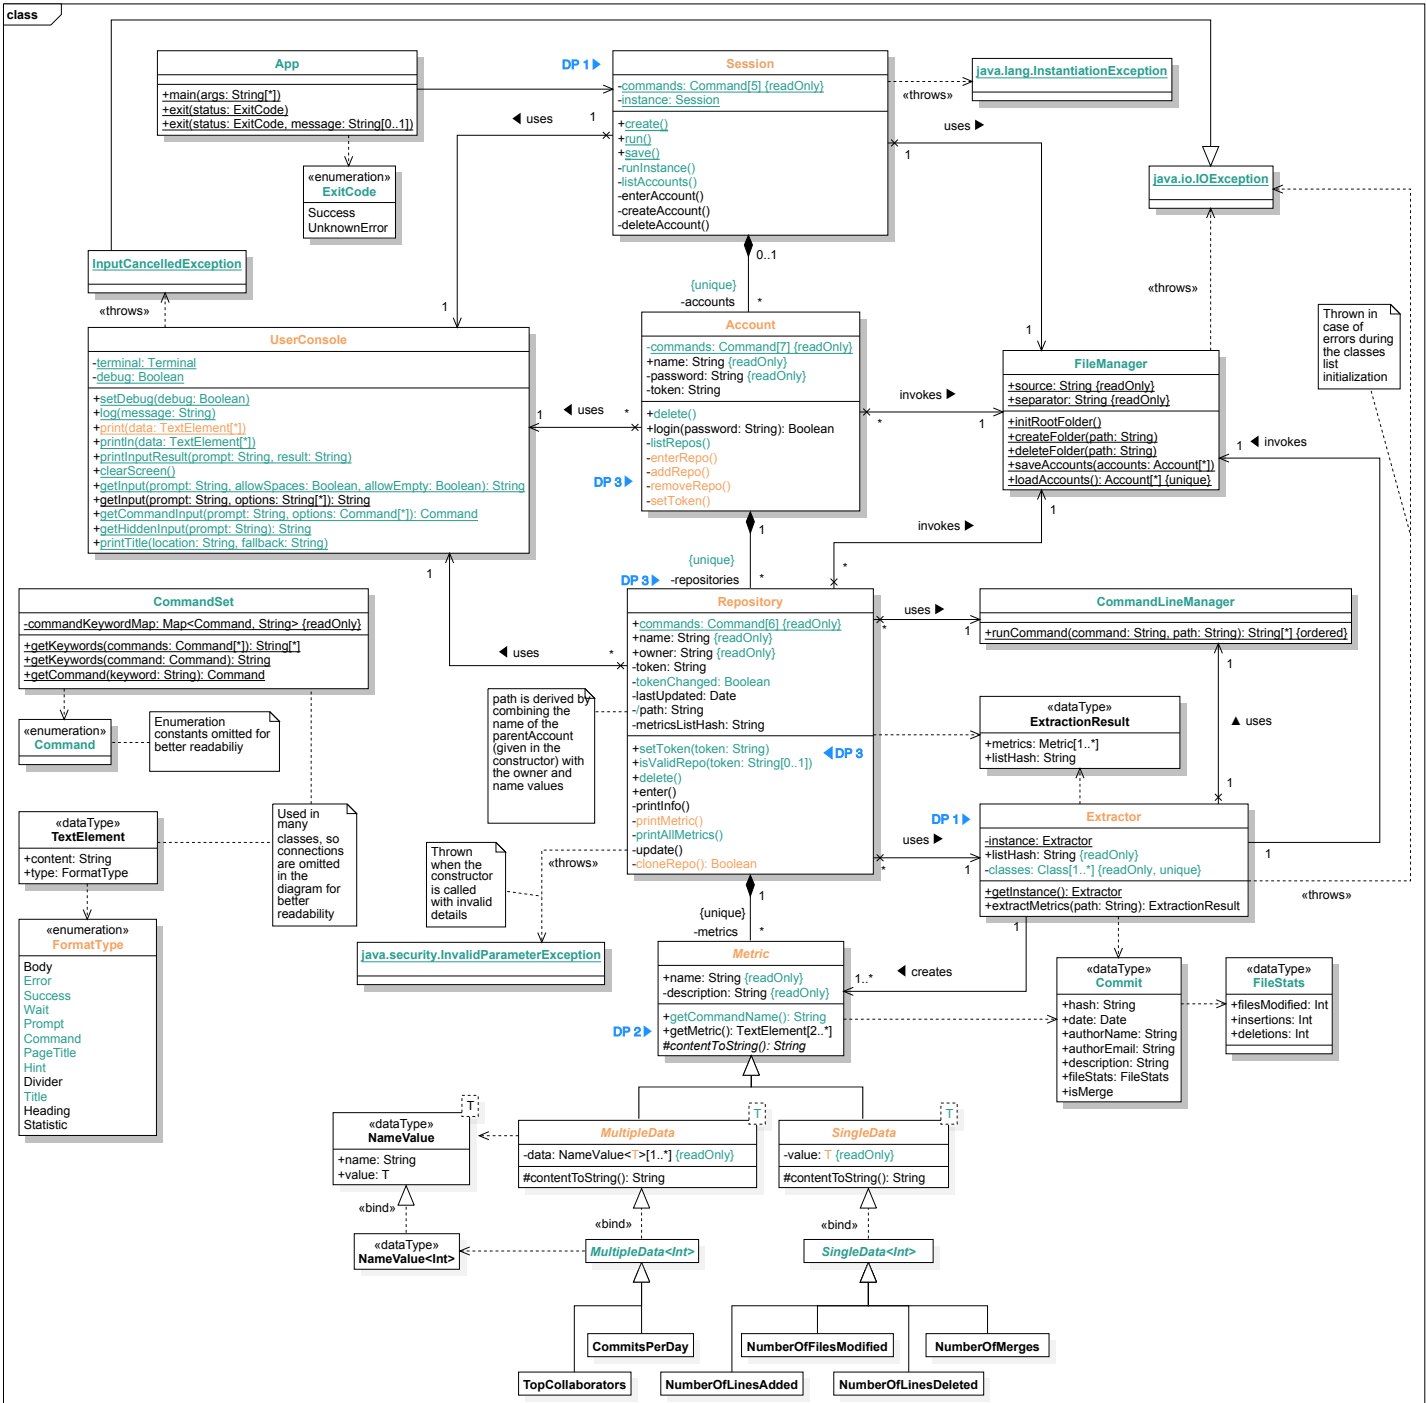 class
App
+main(args: String[*])
+exit(status: ExitCode)
+exit(status: ExitCode, message: String[0..1])
«enumeration»
ExitCode
Success
UnknownError
DP 1
Session
-commands: Command[5] {readOnly}
-instance: Session
+create()
+run()
+save()
-runInstance()
-listAccounts()
-enterAccount()
-createAccount()
-deleteAccount()
java.lang.InstantiationException
«throws»
◀ uses
1
uses ▶
1
java.io.IOException
InputCancelledException
«throws»
0..1
{unique}
-accounts
*
«throws»
1
1
Thrown in
case of
errors during
the classes
list
initialization
UserConsole
-terminal: Terminal
-debug: Boolean
+setDebug(debug: Boolean)
+log(message: String)
+print(data: TextElement[*])
+println(data: TextElement[*])
+printInputResult(prompt: String, result: String)
+clearScreen()
+getInput(prompt: String, allowSpaces: Boolean, allowEmpty: Boolean): String
+getInput(prompt: String, options: String[*]): String
+getCommandInput(prompt: String, options: Command[*]): Command
+getHiddenInput(prompt: String): String
+printTitle(location: String, fallback: String)
1
◀ uses
*
Account
-commands: Command[7] {readOnly}
+name: String {readOnly}
-password: String {readOnly}
-token: String
+delete()
+login(password: String): Boolean
-listRepos()
-enterRepo()
-addRepo()
-removeRepo()
-setToken()
DP 3
invokes ▶
*
1
FileManager
+source: String {readOnly}
+separator: String {readOnly}
+initRootFolder()
+createFolder(path: String)
+deleteFolder(path: String)
+saveAccounts(accounts: Account[*])
+loadAccounts(): Account[*] {unique}
1
◀ invokes
1
invokes ▶
*
1
{unique}
-repositories
*
1
DP 3
CommandSet
-commandKeywordMap: Map<Command, String> {readOnly}
+getKeywords(commands: Command[*]): String[*]
+getKeywords(command: Command): String
+getCommand(keyword: String): Command
◀ uses
*
Repository
+commands: Command[6] {readOnly}
+name: String {readOnly}
+owner: String {readOnly}
-token: String
-tokenChanged: Boolean
-lastUpdated: Date
-/path: String
-metricsListHash: String
+setToken(token: String)
+isValidRepo(token: String[0..1])
+delete()
+enter()
-printInfo()
-printMetric()
-printAllMetrics()
-update()
-cloneRepo(): Boolean
DP 3
uses ▶
*
1
CommandLineManager
+runCommand(command: String, path: String): String[*] {ordered}
1
▲ uses
1
«enumeration»
Command
Enumeration
constants omitted for
better readabiliy
path is derived by
combining the
name of the
parentAccount
(given in the
constructor) with
the owner and
name values
«dataType»
ExtractionResult
+metrics: Metric[1..*]
+listHash: String
«dataType»
TextElement
+content: String
+type: FormatType
Used in
many
classes, so
connections
are omitted
in the
diagram for
better
readability
Thrown
when the
constructor
is called
with invalid
details
«throws»
uses ▶
*
1
DP 1
Extractor
-instance: Extractor
+listHash: String {readOnly}
-classes: Class[1..*] {readOnly, unique}
+getInstance(): Extractor
+extractMetrics(path: String): ExtractionResult
1
«throws»
«enumeration»
FormatType
Body
Error
Success
Wait
Prompt
Command
PageTitle
Hint
Divider
Title
Heading
Statistic
java.security.InvalidParameterException
1
{unique}
-metrics
*
1
1..*
◀ creates
Metric
+name: String {readOnly}
-description: String {readOnly}
+getCommandName(): String
+getMetric(): TextElement[2..*]
#contentToString(): String
DP 2
«dataType»
Commit
+hash: String
+date: Date
+authorName: String
+authorEmail: String
+description: String
+fileStats: FileStats
+isMerge
«dataType»
FileStats
+filesModified: Int
+insertions: Int
+deletions: Int
T
«dataType»
NameValue
+name: String
+value: T
T
MultipleData
-data: NameValue<T>[1..*] {readOnly}
#contentToString(): String
T
SingleData
-value: T {readOnly}
#contentToString(): String
«bind»
«bind»
«bind»
«dataType»
NameValue<Int>
MultipleData<Int>
SingleData<Int>
CommitsPerDay
NumberOfFilesModified
NumberOfMerges
TopCollaborators
NumberOfLinesAdded
NumberOfLinesDeleted